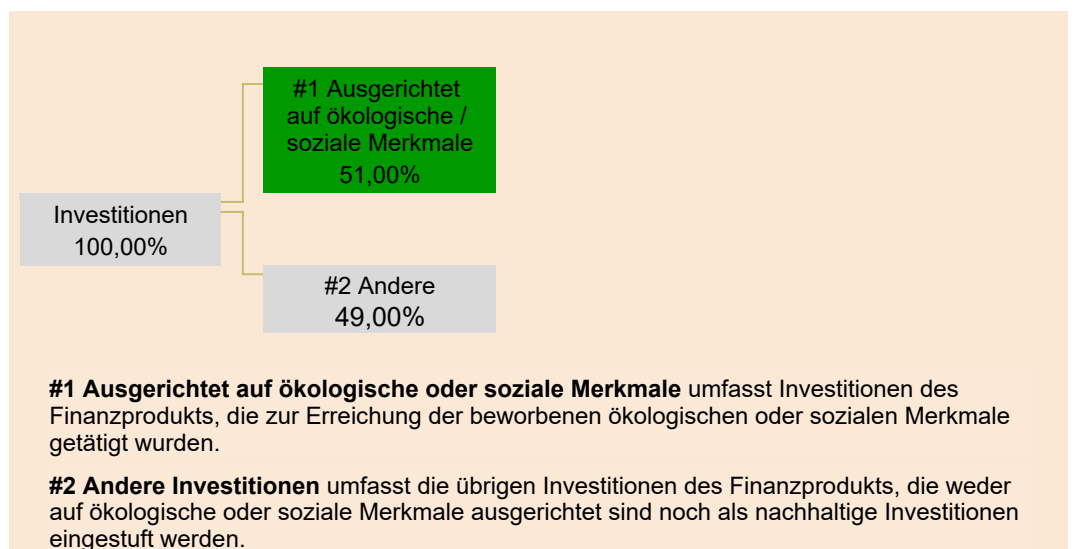 #1 Ausgerichtet
auf ökologische /
soziale Merkmale
51,00%
Investitionen
100,00%
#2 Andere
49,00%
#1 Ausgerichtet auf ökologische oder soziale Merkmale umfasst Investitionen des
Finanzprodukts, die zur Erreichung der beworbenen ökologischen oder sozialen Merkmale
getätigt wurden.
#2 Andere Investitionen umfasst die übrigen Investitionen des Finanzprodukts, die weder
auf ökologische oder soziale Merkmale ausgerichtet sind noch als nachhaltige Investitionen
eingestuft werden.